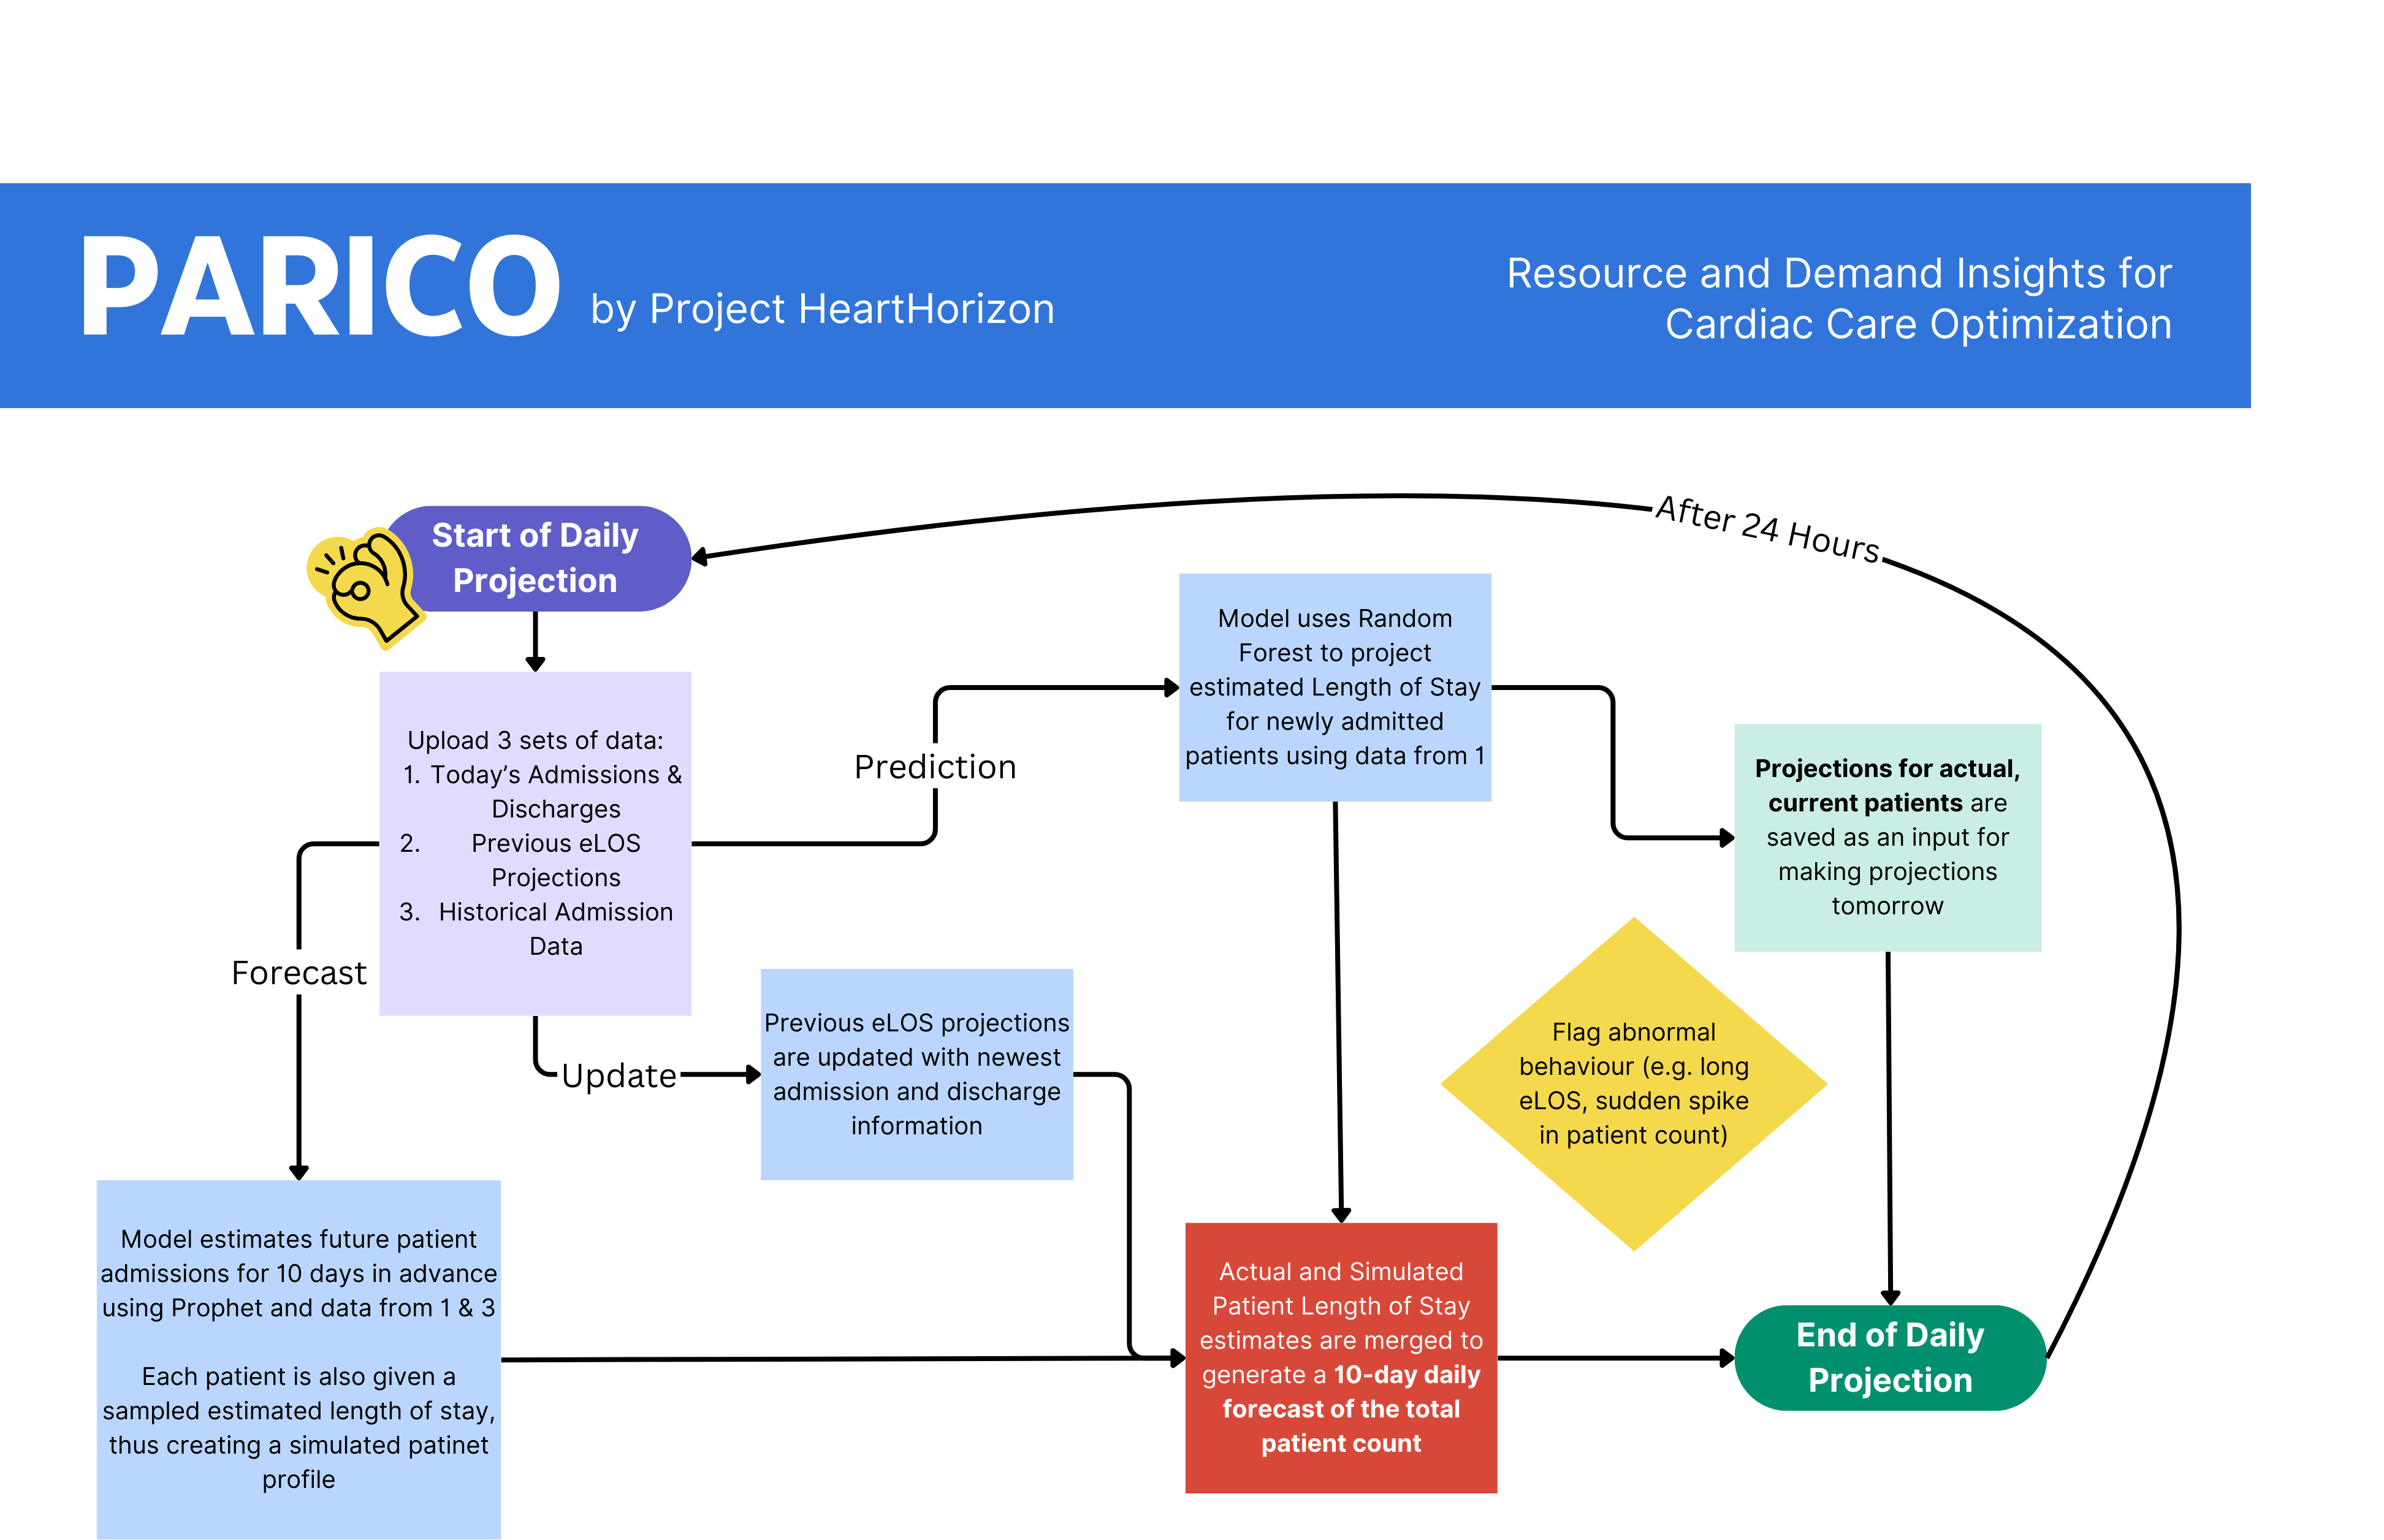 PARICO
by Project HeartHorizon
Resource and Demand Insights for
Cardiac Care Optimization
After 24 Hours
Start of Daily
Projection
Upload 3 sets of data:
1. Today's Admissions &
Discharges
2. Previous eLOS
Projections
3. Historical Admission
Data
Prediction
Model uses Random
Forest to project
estimated Length of Stay
for newly admitted
patients using data from 1
Projections for actual,
current patients are
saved as an input for
making projections
tomorrow
Forecast
Update
Previous eLOS projections
are updated with newest
admission and discharge
information
Flag abnormal
behaviour (e.g. long
eLOS, sudden spike
in patient count)
Model estimates future patient
admissions for 10 days in advance
using Prophet and data from 1 & 3
Each patient is also given a
sampled estimated length of stay,
thus creating a simulated patinet
profile
Actual and Simulated
Patient Length of Stay
estimates are merged to
generate a 10-day daily
forecast of the total
patient count
End of Daily
Projection